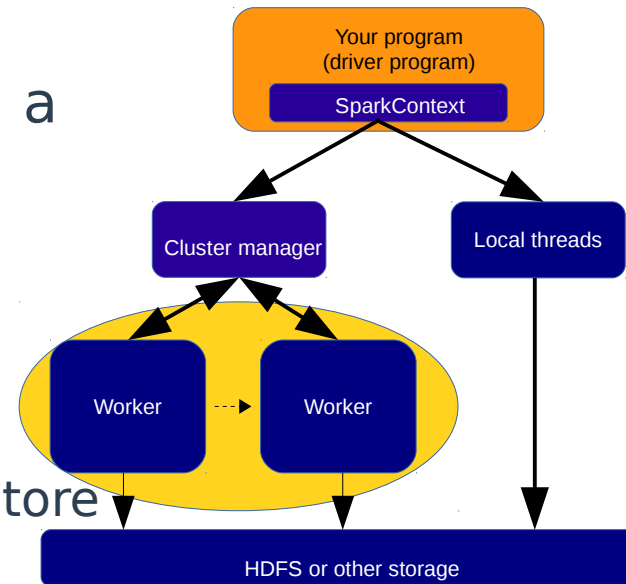 Your program
(driver program)
a
SparkContext
Cluster manager
Local threads
Worker
Worker
tore
HDFS or other storage